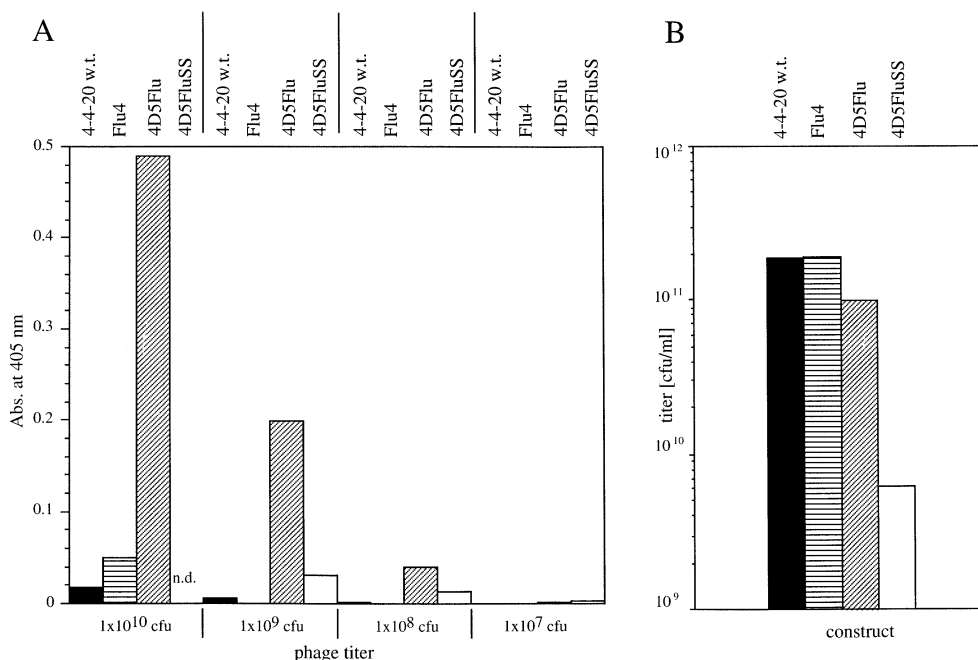 A
4-4-20 w.t.
Flu4
4D5Flu
4D5FluSS
4-4-20 w.t.
Flu4
4D5Flu
4D5FluSS
4-4-20 w.t.
Flu4
4D5Flu
4D5FluSS
4-4-20 w.t.
Flu4
4D5Flu
4D5FluSS
0.5
0.4
0.3
0.2
0.1
0
Abs. at 405 nm
n.d.
1x10¹⁰ cfu
1x10⁹ cfu
1x10⁸ cfu
1x10⁷ cfu
phage titer
B
4-4-20 w.t.
Flu4
4D5Flu
4D5FluSS
10¹²
10¹¹
10¹⁰
10⁹
titer [cfu/ml]
construct